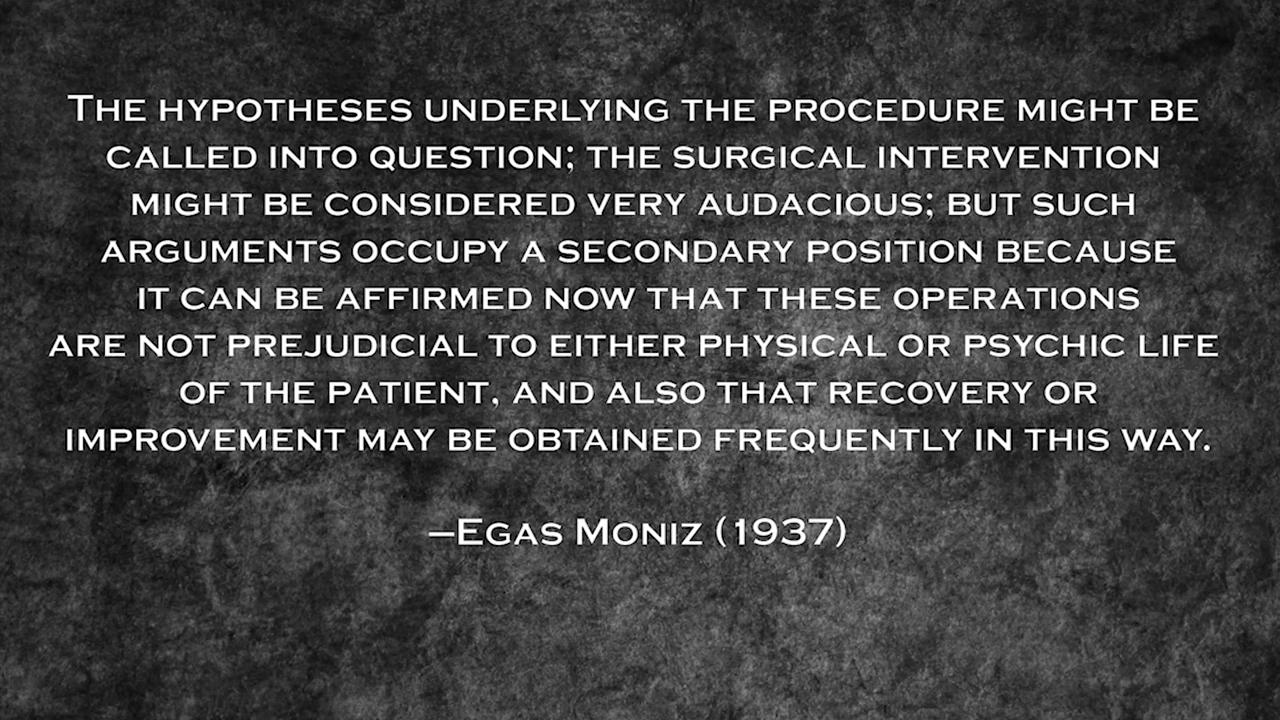 The hypotheses underlying the procedure might be
called into question; the surgical intervention
might be considered very audacious; but such
arguments occupy a secondary position because
it can be affirmed now that these operations
are not prejudicial to either physical or psychic life
of the patient, and also that recovery or
improvement may be obtained frequently in this way.
–Egas Moniz (1937)